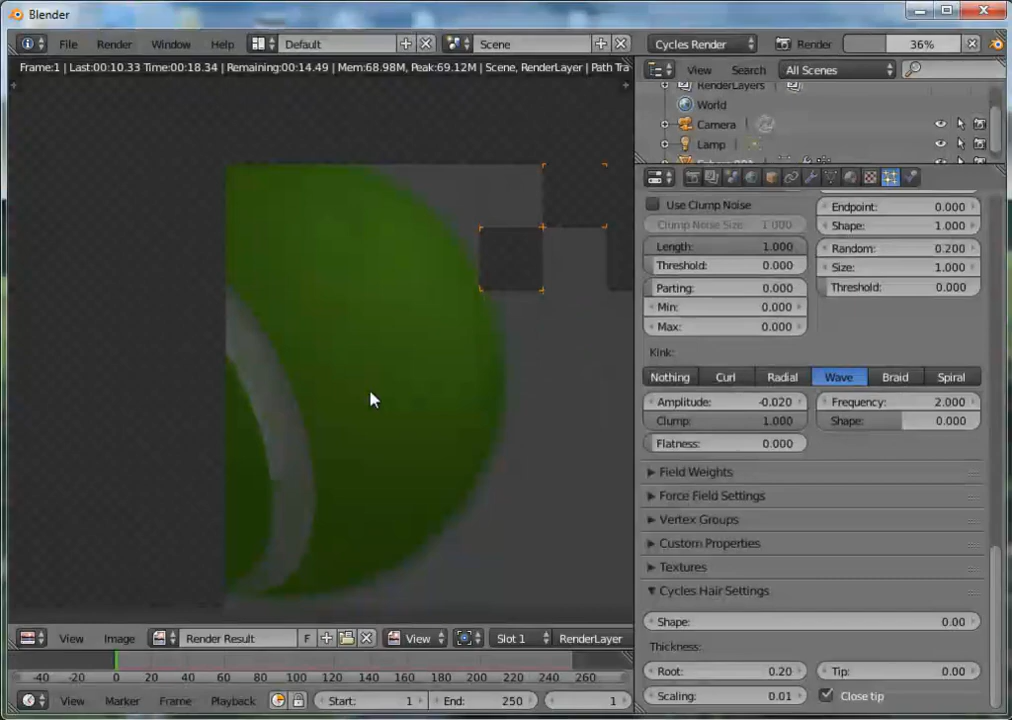 Blender
File Render Window Help Default Scene Cycles Render Render 36%
Frame:1 | Last:00:10.33 Time:00:18.34 | Remaining:00:14.49 | Mem:68.98M, Peak:69.12M | Scene, RenderLayer | Path Tra
View Search All Scenes
RenderLayers
World
Camera
Lamp
Use Clump Noise
Clump Noise Size: 1.000
Length: 1.000
Threshold: 0.000
Parting: 0.000
Min: 0.000
Max: 0.000
Endpoint: 0.000
Shape: 1.000
Random: 0.200
Size: 1.000
Threshold: 0.000
Kink:
Nothing Curl Radial Wave Braid Spiral
Amplitude: -0.020 Frequency: 2.000
Clump: 1.000 Shape: 0.000
Flatness: 0.000
Field Weights
Force Field Settings
Vertex Groups
Custom Properties
Textures
Cycles Hair Settings
Shape: 0.00
Thickness:
Root: 0.20 Tip: 0.00
Scaling: 0.01 Close tip
View Image Render Result F View Slot 1 RenderLayer
-40 -20 0 20 40 60 80 100 120 140 160 180 200 220 240 260
View Marker Frame Playback Start: 1 End: 250 1